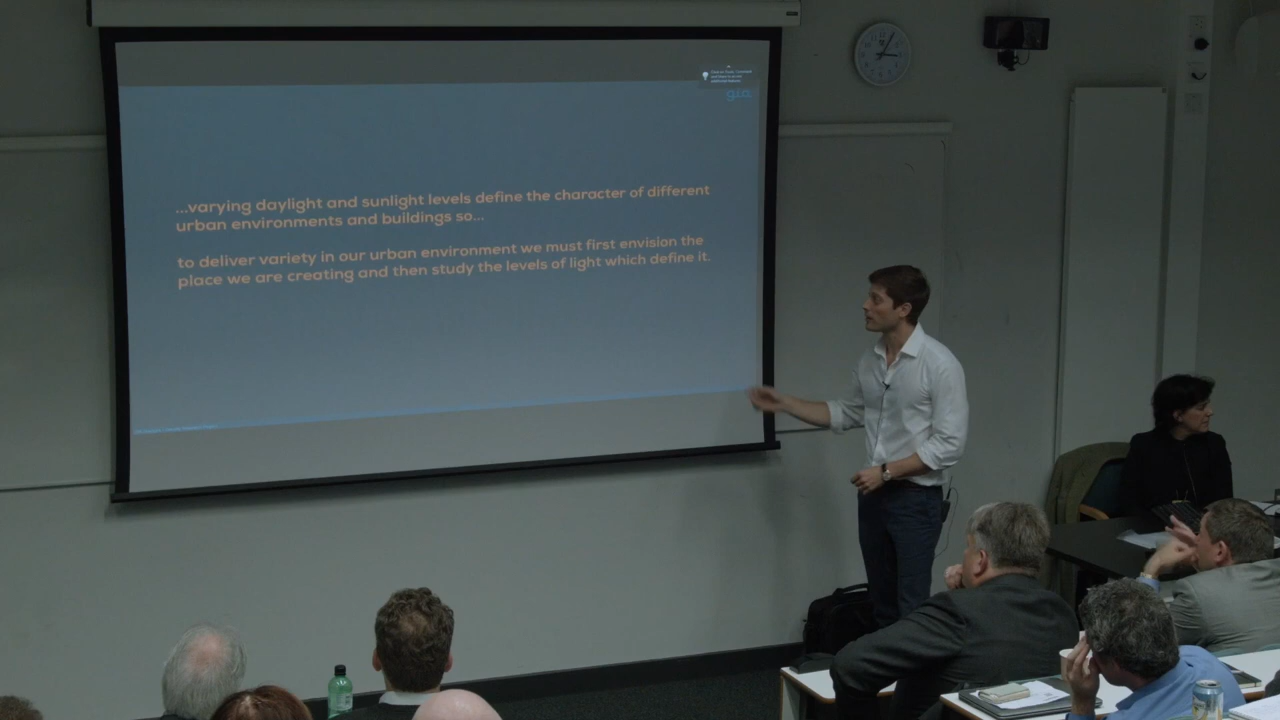 gia
...varying daylight and sunlight levels define the character of different
urban environments and buildings so...
to deliver variety in our urban environment we must first envision the
place we are creating and then study the levels of light which define it.